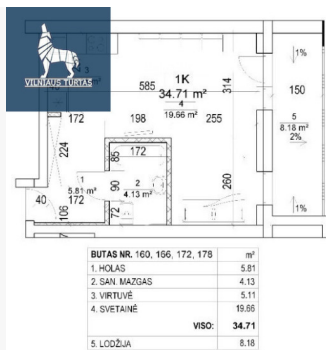 VILNIAUS TURTAS
3
585
1K
34.71 m²
4
19.66 m²
314
1%
150
5
8.18 m²
2%
172
198
255
224
85
172
1
5.81 m²
90
2
4.13 m²
260
40
172
106
72
1%
BUTAS NR. 160, 166, 172, 178 m²
1. HOLAS 5.81
2. SAN. MAZGAS 4.13
3. VIRTUVĖ 5.11
4. SVETAINĖ 19.66
VISO: 34.71
5. LODŽIJA 8.18